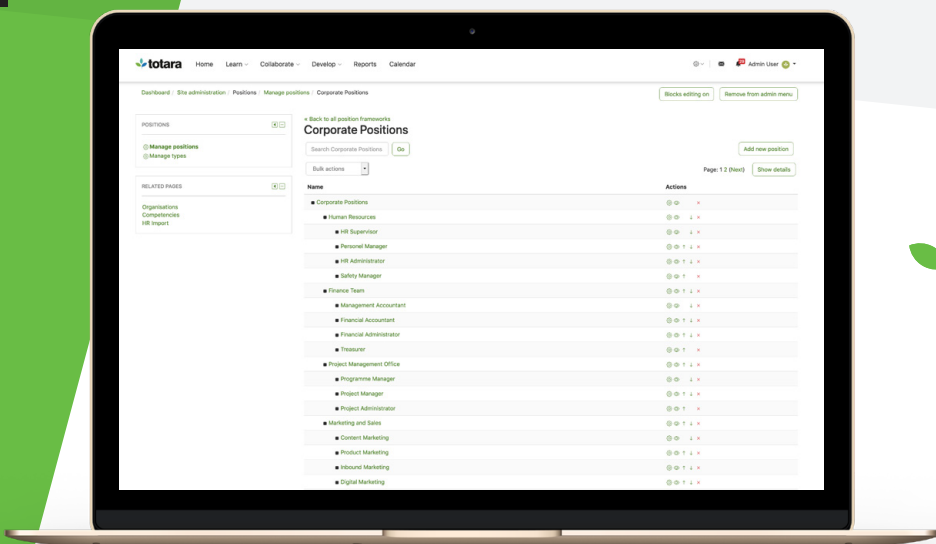 totara Home Learn Collaborate Develop Reports Calendar Admin User
Dashboard / Site administration / Positions / Manage positions / Corporate Positions
Blocks editing on Remove from admin menu
POSITIONS
Manage positions
Manage types
RELATED PAGES
Organisations
Competencies
HR Import
« Back to all position frameworks
Corporate Positions
Search Corporate Positions Go
Add new position
Bulk actions
Page: 1 2 (Next) Show details
Name Actions
Corporate Positions
Human Resources
HR Supervisor
Personel Manager
HR Administrator
Safety Manager
Finance Team
Management Accountant
Financial Accountant
Financial Administrator
Treasurer
Project Management Office
Programme Manager
Project Manager
Project Administrator
Marketing and Sales
Content Marketing
Product Marketing
Inbound Marketing
Digital Marketing